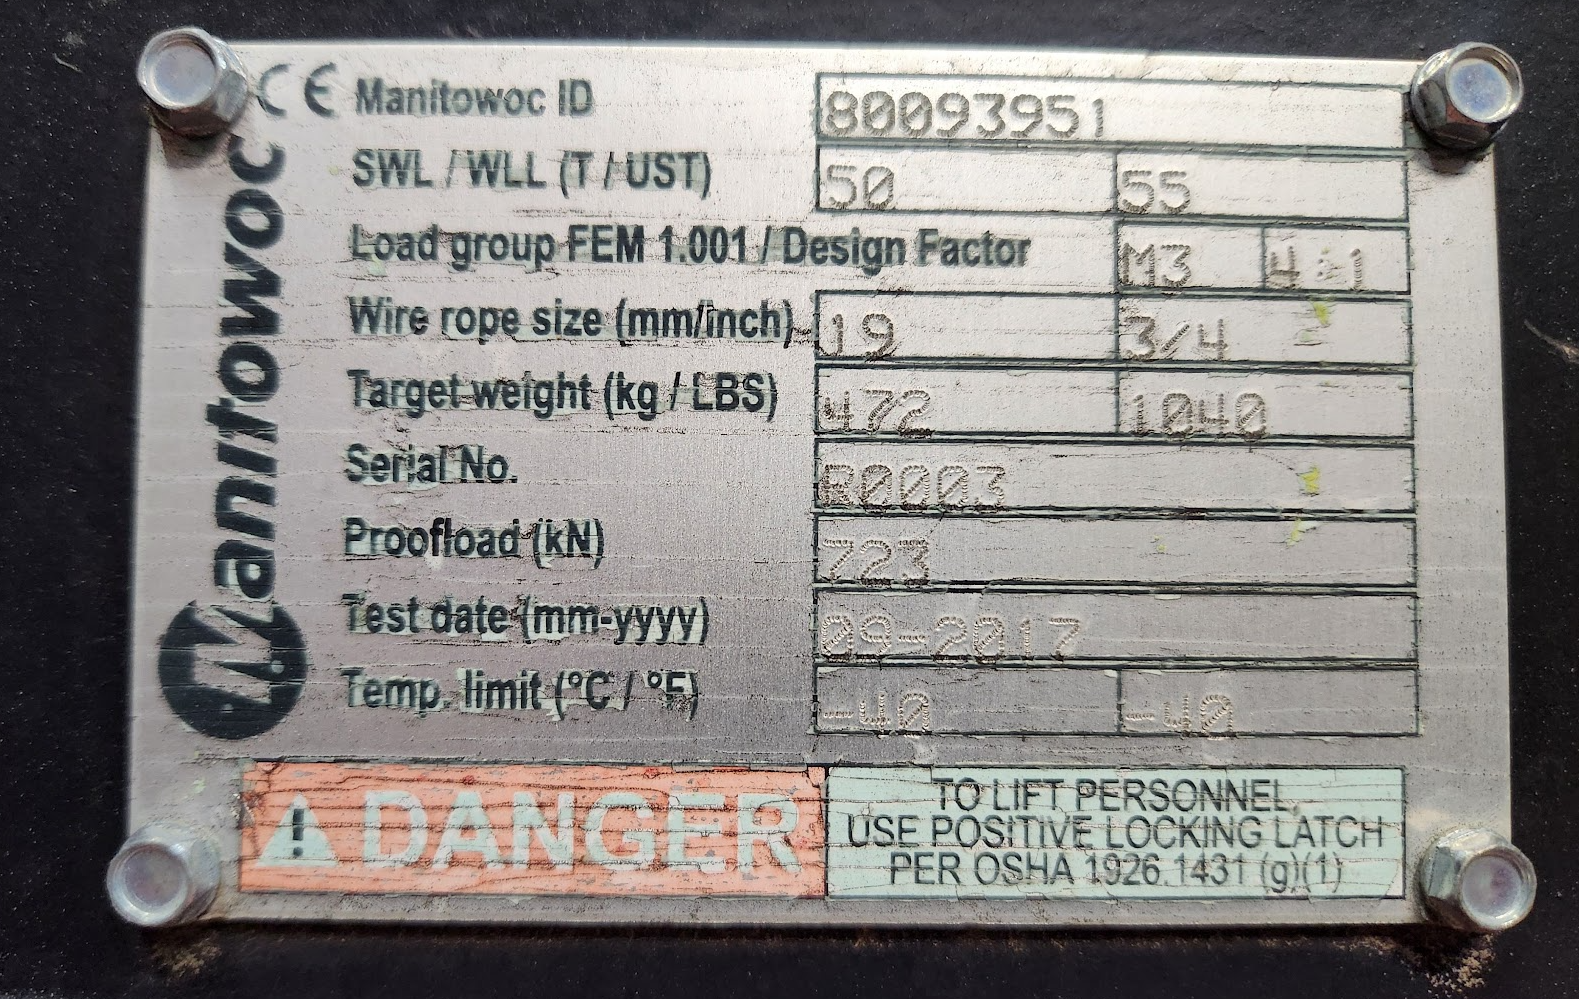 CE Manitowoc ID 80093951
SWL / WLL (T / UST) 50 55
Load group FEM 1.001 / Design Factor M3 4:1
Wire rope size (mm/inch) 19 3/4
Target weight (kg / LBS) 472 1040
Serial No. R0003
Proofload (kN) 723
Test date (mm-yyyy) 09-2017
Temp. limit (°C / °F) -40 -40
Manitowoc
DANGER
TO LIFT PERSONNEL,
USE POSITIVE LOCKING LATCH
PER OSHA 1926.1431 (g)(1)